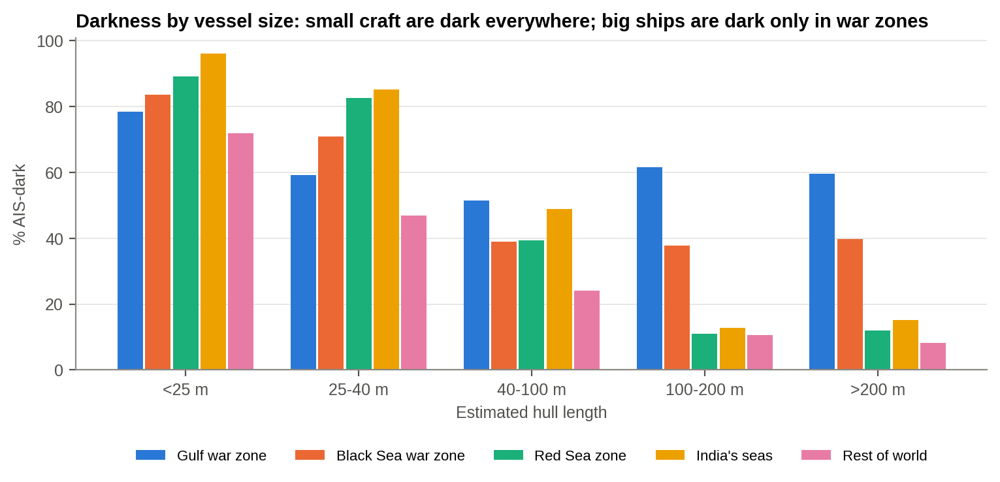 Darkness by vessel size: small craft are dark everywhere; big ships are dark only in war zones
100
80
60
40
20
0
% AIS-dark
<25 m
25-40 m
40-100 m
100-200 m
>200 m
Estimated hull length
Gulf war zone
Black Sea war zone
Red Sea zone
India's seas
Rest of world